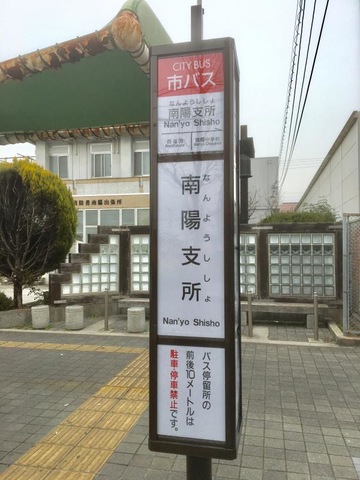 CITY BUS
市バス
なんようししょ
南陽支所
Nan'yo Shisho
南陽支所
なんようししょ
Nan'yo Shisho
バス停留所の
前後10メートルは
駐車停車禁止です。